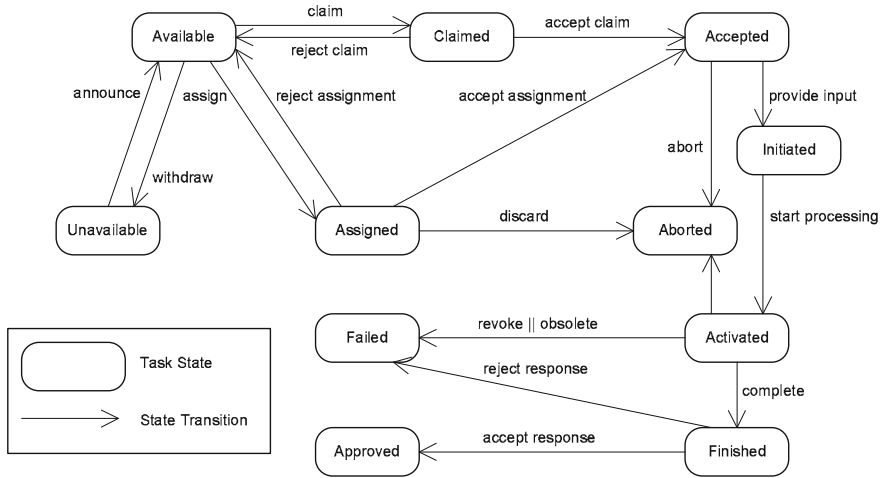 claim
Available
Claimed
accept claim
Accepted
reject claim
announce
assign
reject assignment
accept assignment
provide input
abort
Initiated
withdraw
Unavailable
Assigned
discard
Aborted
start processing
Failed
revoke || obsolete
Activated
Task State
reject response
complete
State Transition
Approved
accept response
Finished